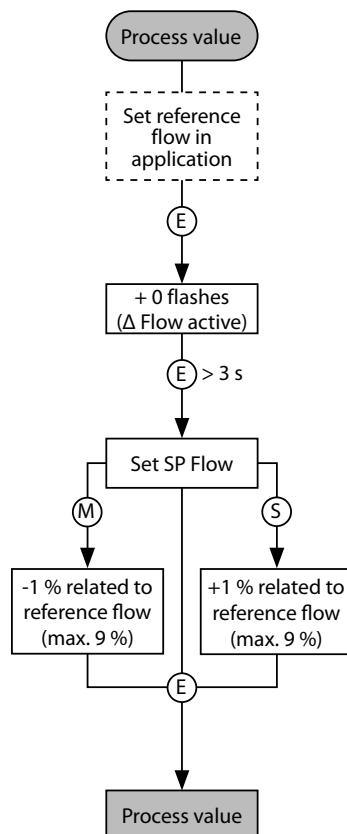 Process value
Set reference
flow in
application
E
+ 0 flashes
(Δ Flow active)
E > 3 s
Set SP Flow
M
S
-1 % related to
reference flow
(max. 9 %)
+1 % related to
reference flow
(max. 9 %)
E
Process value